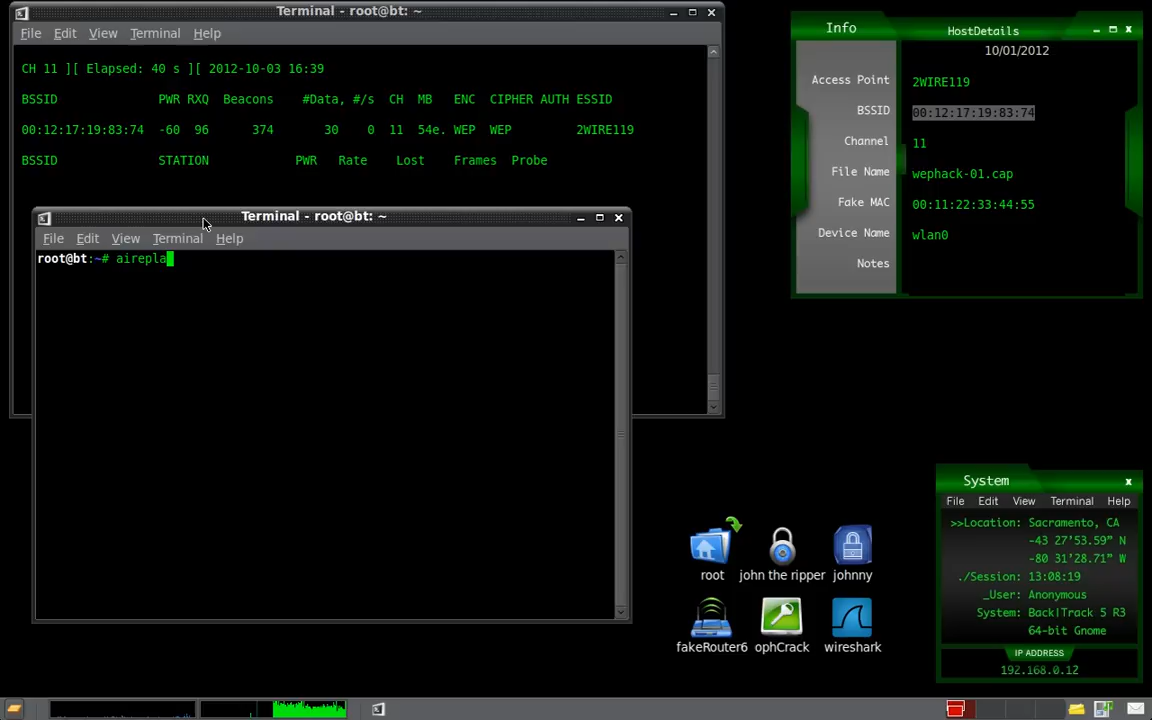 Terminal - root@bt: ~
File Edit View Terminal Help
CH 11 ][ Elapsed: 40 s ][ 2012-10-03 16:39
BSSID PWR RXQ Beacons #Data, #/s CH MB ENC CIPHER AUTH ESSID
00:12:17:19:83:74 -60 96 374 30 0 11 54e. WEP WEP 2WIRE119
BSSID STATION PWR Rate Lost Frames Probe
Terminal - root@bt: ~
File Edit View Terminal Help
root@bt:~# airepla
Info
HostDetails
10/01/2012
Access Point 2WIRE119
BSSID 00:12:17:19:83:74
Channel 11
File Name wephack-01.cap
Fake MAC 00:11:22:33:44:55
Device Name wlan0
Notes
root
john the ripper
johnny
fakeRouter6
ophCrack
wireshark
System x
File Edit View Terminal Help
>>Location: Sacramento, CA
-43 27'53.59" N
-80 31'28.71" W
./Session: 13:08:19
_User: Anonymous
System: Back!Track 5 R3
64-bit Gnome
IP ADDRESS
192.168.0.12